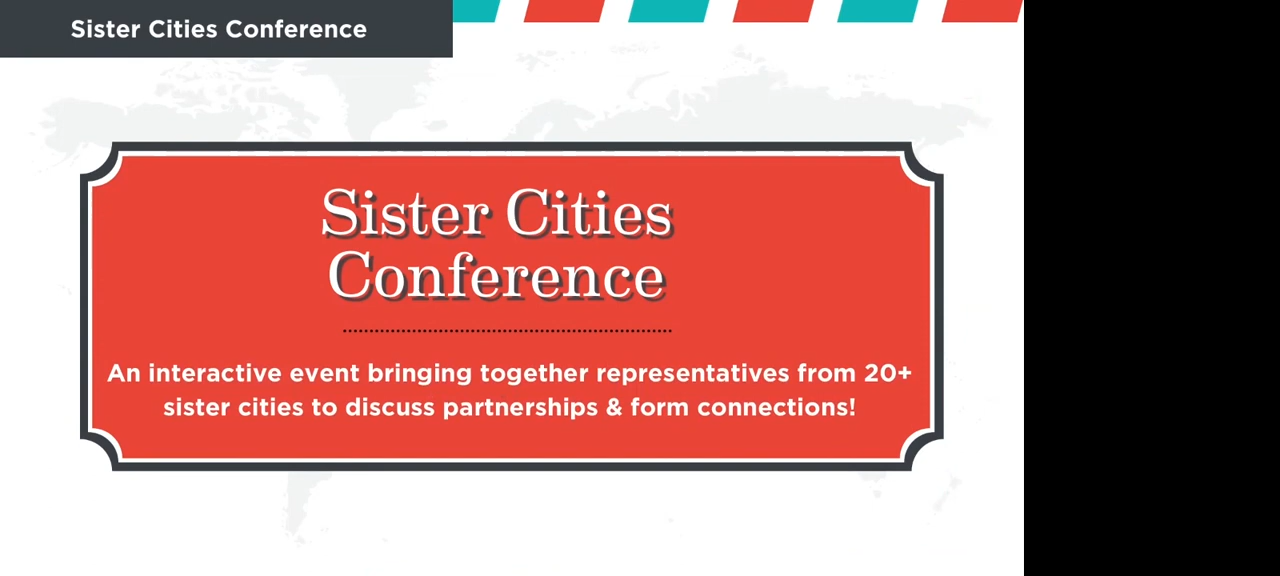 Sister Cities Conference
Sister Cities
Conference
An interactive event bringing together representatives from 20+
sister cities to discuss partnerships & form connections!